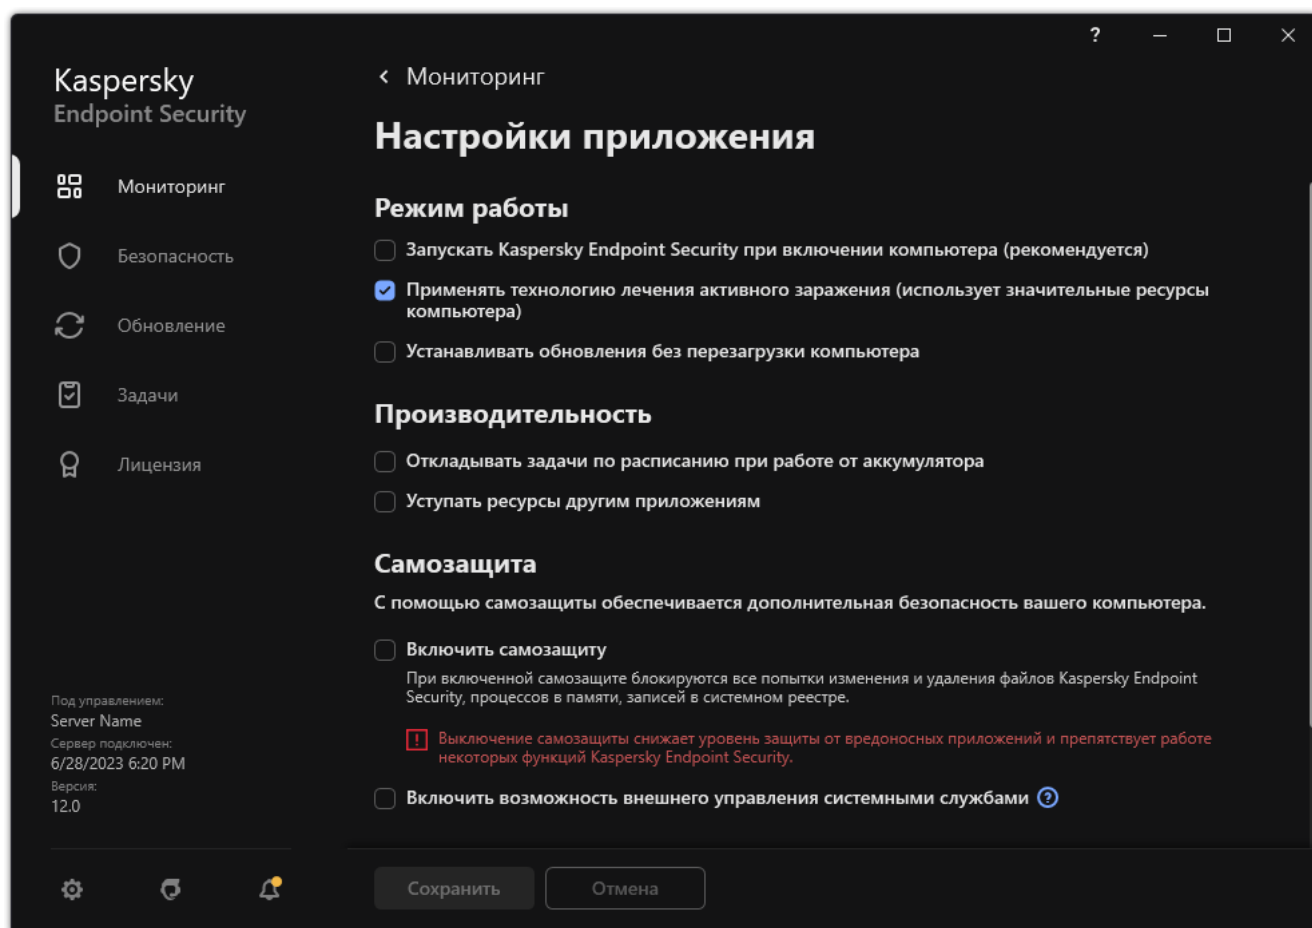 ?
Kaspersky
Endpoint Security
Мониторинг
Безопасность
Обновление
Задачи
Лицензия
Под управлением:
Server Name
Сервер подключен:
6/28/2023 6:20 PM
Версия:
12.0
Мониторинг
Настройки приложения
Режим работы
Запускать Kaspersky Endpoint Security при включении компьютера (рекомендуется)
Применять технологию лечения активного заражения (использует значительные ресурсы
компьютера)
Устанавливать обновления без перезагрузки компьютера
Производительность
Откладывать задачи по расписанию при работе от аккумулятора
Уступать ресурсы другим приложениям
Самозащита
С помощью самозащиты обеспечивается дополнительная безопасность вашего компьютера.
Включить самозащиту
При включенной самозащите блокируются все попытки изменения и удаления файлов Kaspersky Endpoint
Security, процессов в памяти, записей в системном реестре.
Выключение самозащиты снижает уровень защиты от вредоносных приложений и препятствует работе
некоторых функций Kaspersky Endpoint Security.
Включить возможность внешнего управления системными службами ?
Сохранить
Отмена